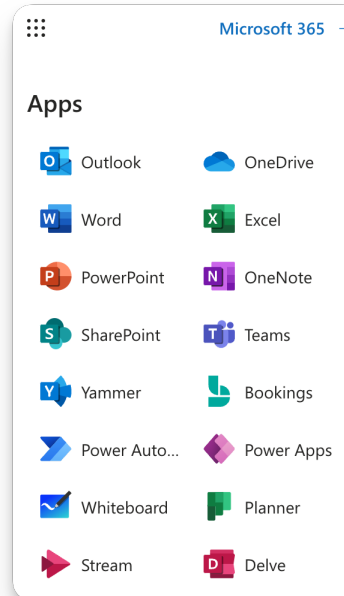 Microsoft 365
Apps
Outlook
OneDrive
Word
Excel
PowerPoint
OneNote
SharePoint
Teams
Yammer
Bookings
Power Auto...
Power Apps
Whiteboard
Planner
Stream
Delve